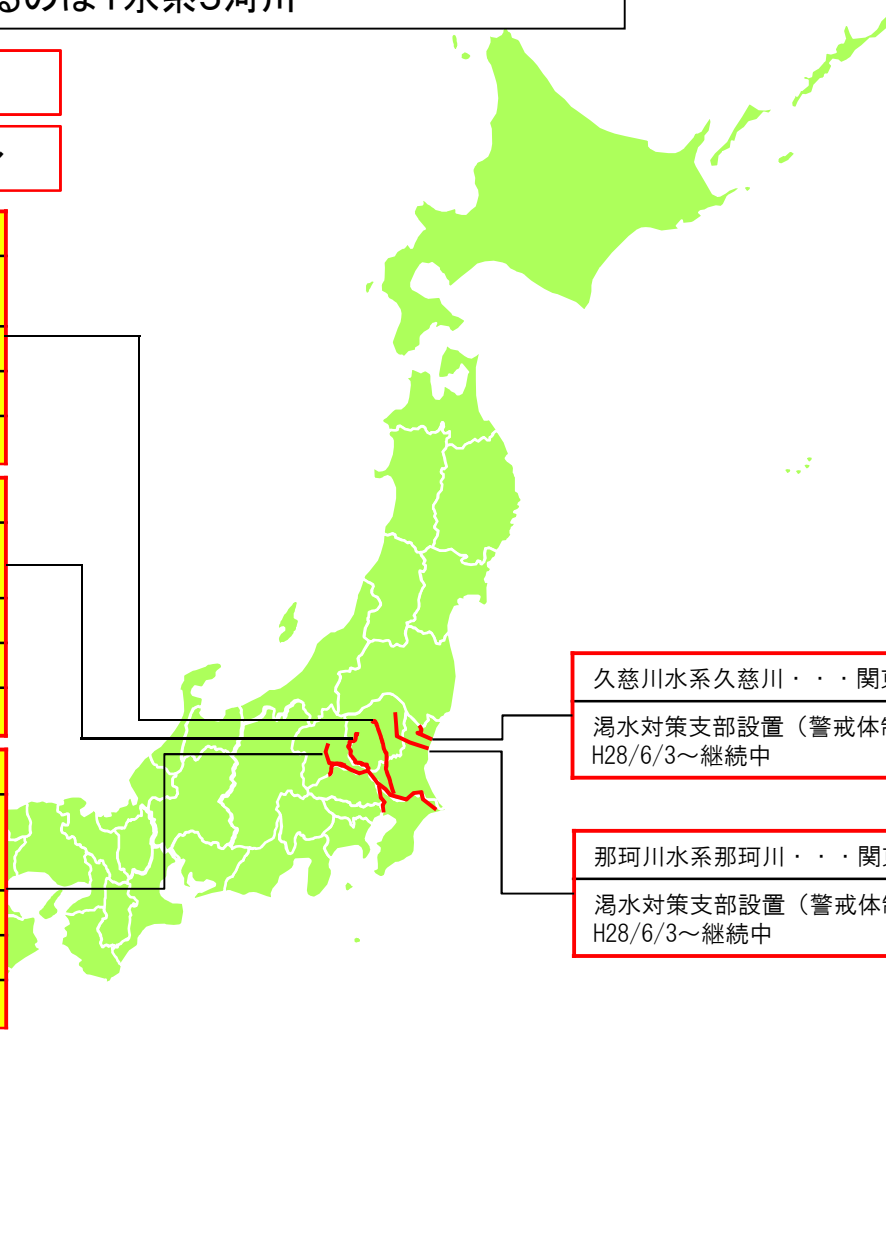 るのは1水系3河川
久慈川水系久慈川・・・関
渇水対策支部設置（警戒体
H28/6/3～継続中
那珂川水系那珂川・・・関
渇水対策支部設置（警戒体
H28/6/3～継続中